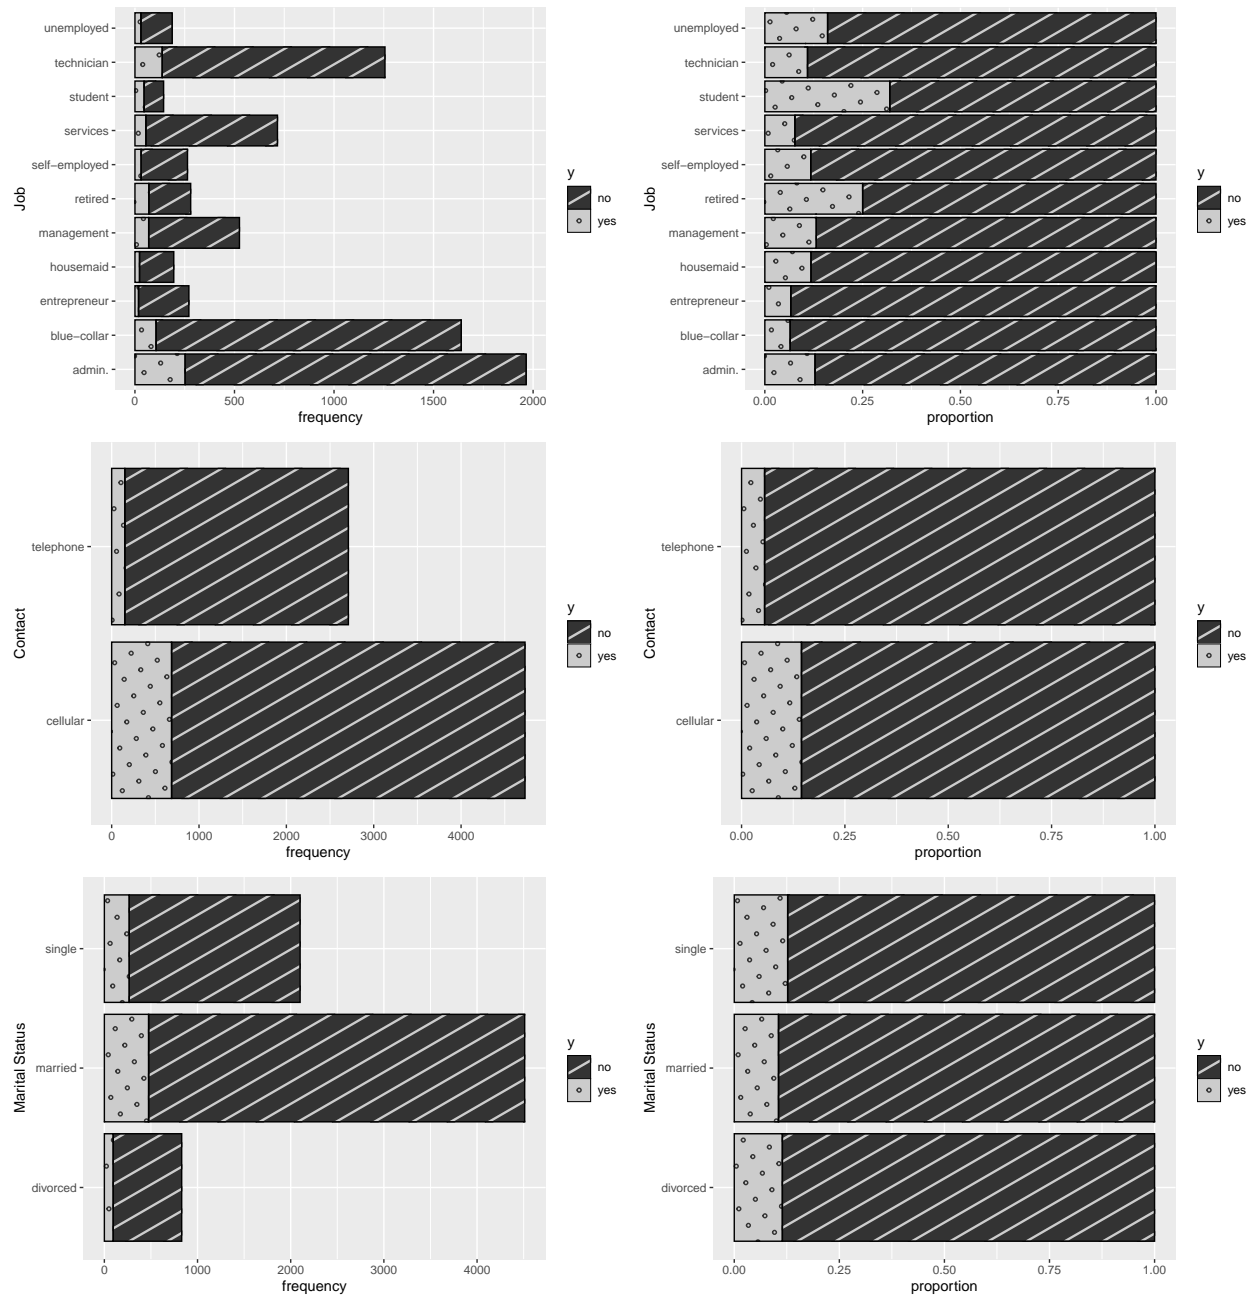 unemployed
technician
student
services
self−employed
retired
management
housemaid
entrepreneur
blue−collar
admin.
Job
0 500 1000 1500 2000
frequency
y
no
yes
unemployed
technician
student
services
self−employed
retired
management
housemaid
entrepreneur
blue−collar
admin.
Job
0.00 0.25 0.50 0.75 1.00
proportion
y
no
yes
telephone
cellular
Contact
0 1000 2000 3000 4000
frequency
y
no
yes
telephone
cellular
Contact
0.00 0.25 0.50 0.75 1.00
proportion
y
no
yes
single
married
divorced
Marital Status
0 1000 2000 3000 4000
frequency
y
no
yes
single
married
divorced
Marital Status
0.00 0.25 0.50 0.75 1.00
proportion
y
no
yes